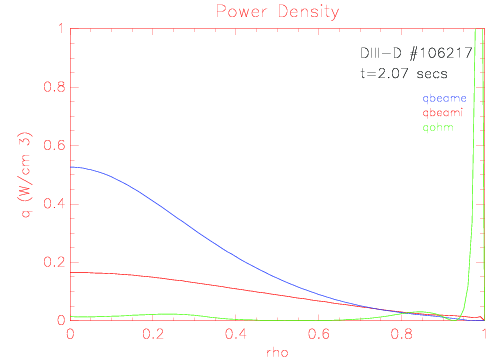 Power Density
1
DIII-D #106217
t=2.07 secs
0.8
qbeame
qbeami
qohm
0.6
q (W/cm 3)
0.4
0.2
0
0 0.2 0.4 0.6 0.8 1
rho